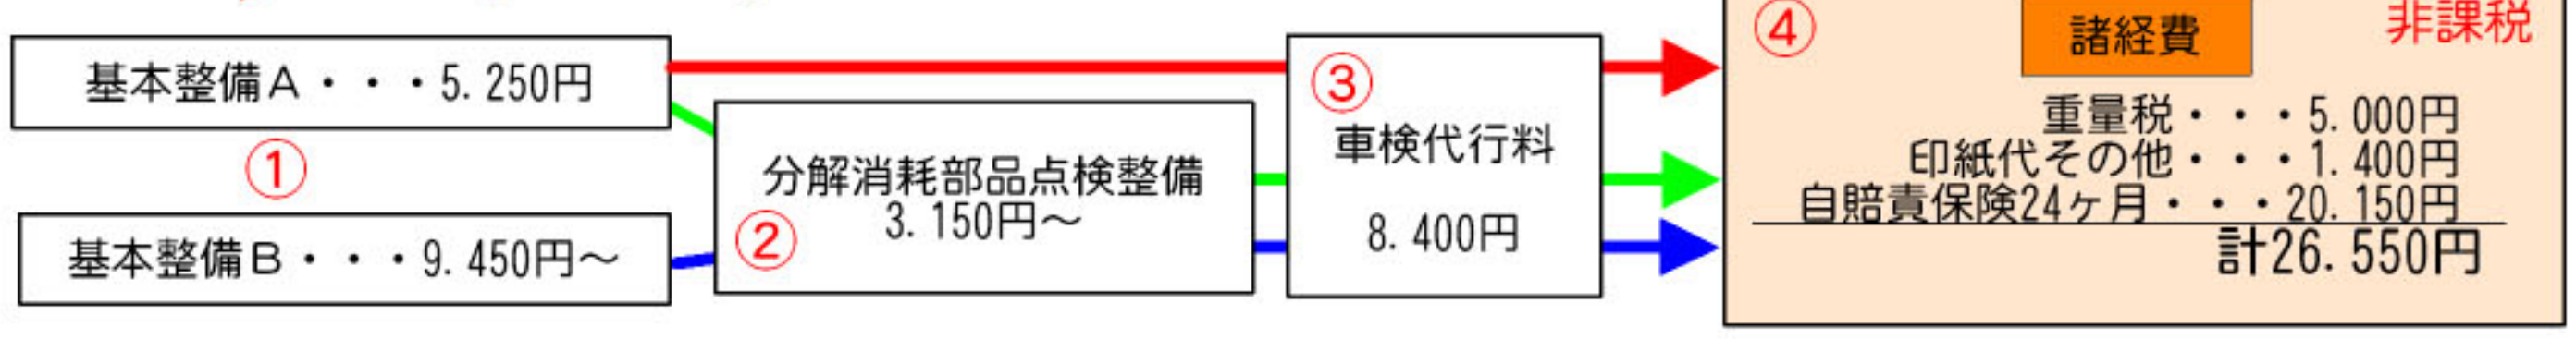 基本整備A・・・5.250円
①
基本整備B・・・9.450円～
分解消耗部品点検整備
3.150円～
②
③
車検代行料
8.400円
④
諸経費
非課税
重量税・・・5.000円
印紙代その他・・・1.400円
自賠責保険24ヶ月・・・20.150円
計26.550円